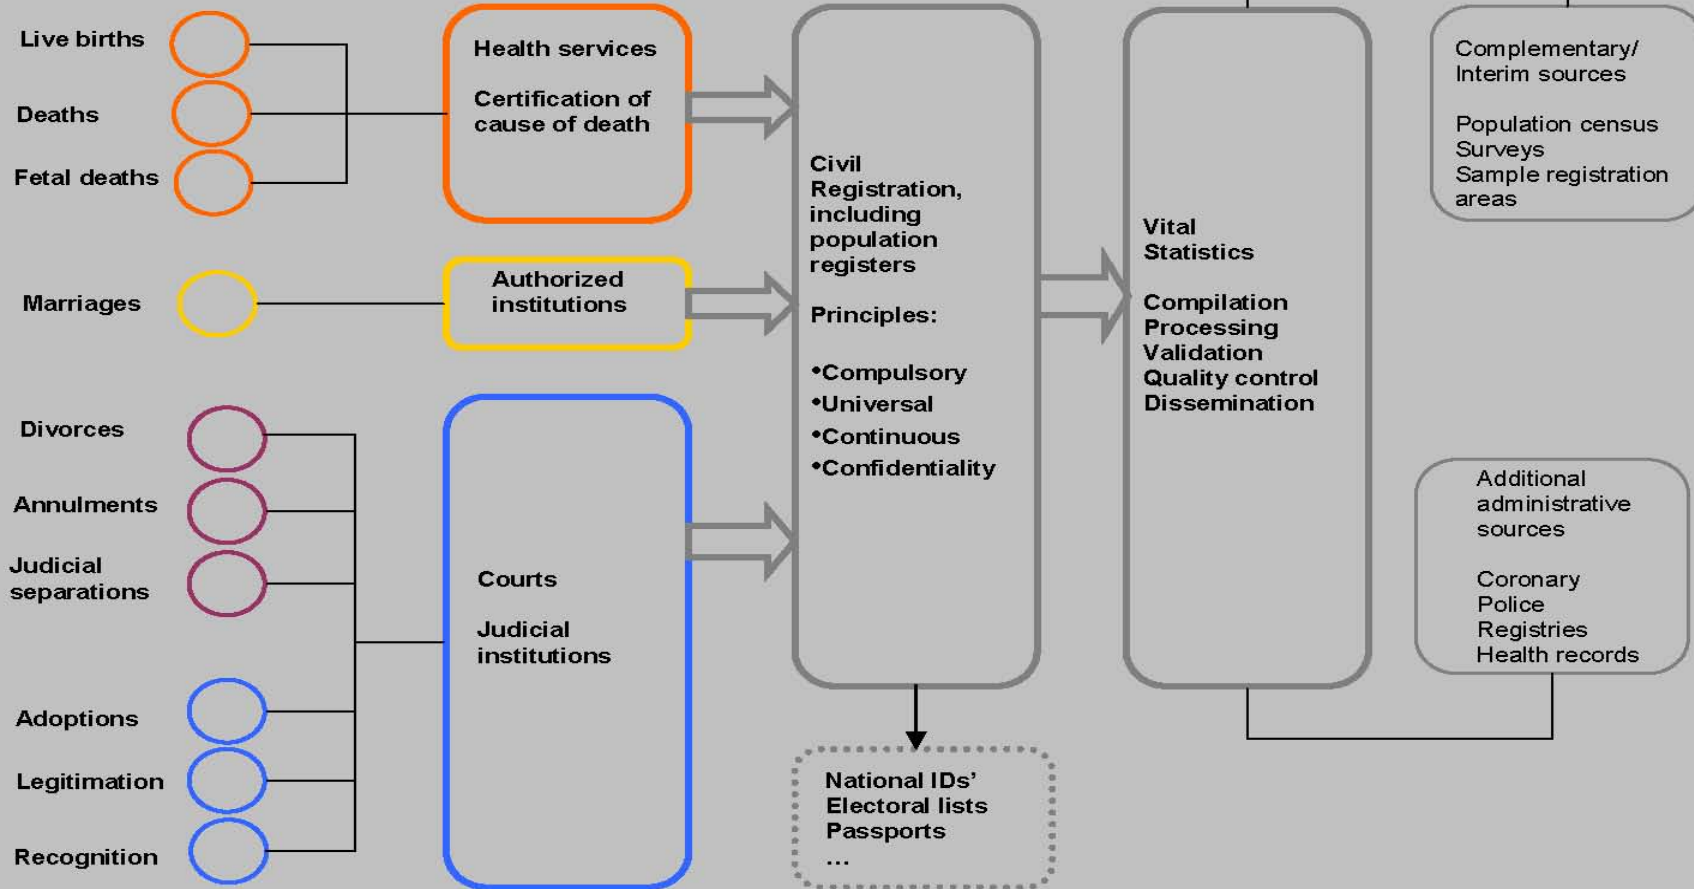 Live births
Deaths
Fetal deaths
Marriages
Divorces
Annulments
Judicial
separations
Adoptions
Legitimation
Recognition
Health services
Certification of
cause of death
Authorized
institutions
Courts
Judicial
institutions
Civil
Registration,
including
population
registers
Principles:
•Compulsory
•Universal
•Continuous
•Confidentiality
National IDs’
Electoral lists
Passports
...
Vital
Statistics
Compilation
Processing
Validation
Quality control
Dissemination
Complementary/
Interim sources
Population census
Surveys
Sample registration
areas
Additional
administrative
sources
Coronary
Police
Registries
Health records